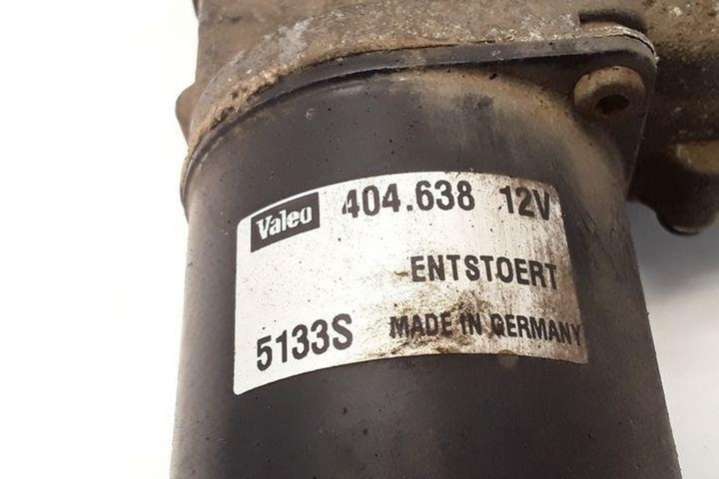 Valeo 404.638 12V
ENTSTOERT
5133S MADE IN GERMANY